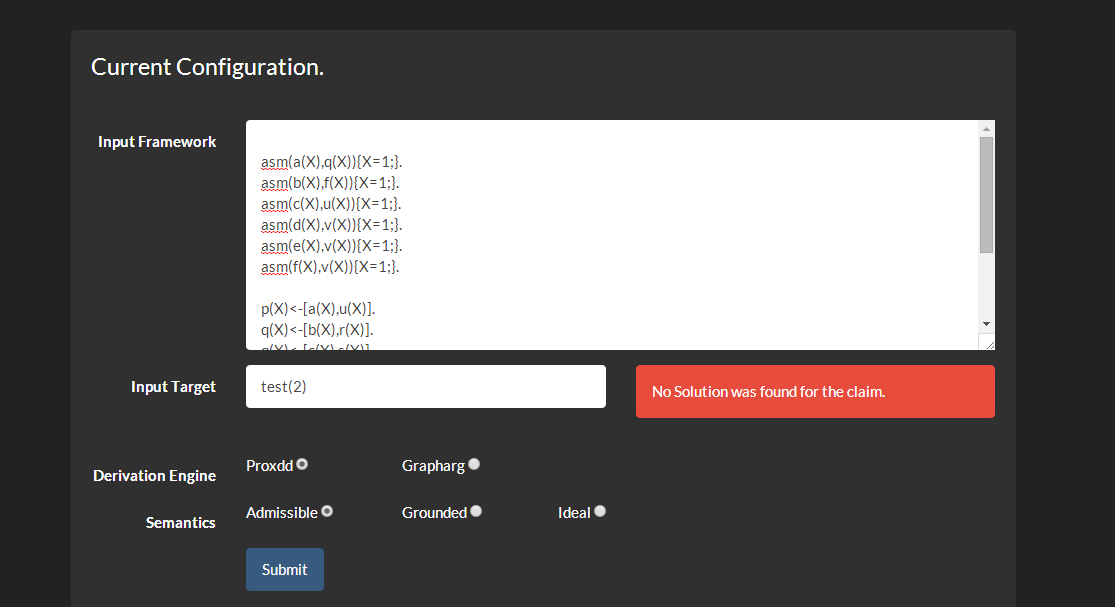 Current Configuration.
Input Framework
asm(a(X),q(X)){X=1;}.
asm(b(X),f(X)){X=1;}.
asm(c(X),u(X)){X=1;}.
asm(d(X),v(X)){X=1;}.
asm(e(X),v(X)){X=1;}.
asm(f(X),v(X)){X=1;}.
p(X)<-[a(X),u(X)].
q(X)<-[b(X),r(X)].
Input Target
test(2)
No Solution was found for the claim.
Derivation Engine
Proxdd
Grapharg
Semantics
Admissible
Grounded
Ideal
Submit